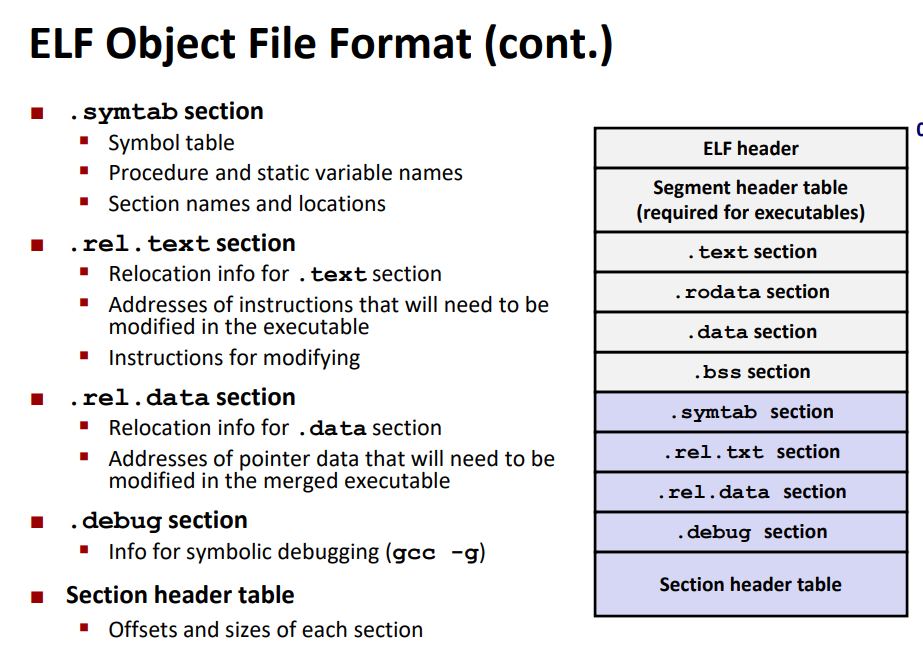 ELF Object File Format (cont.)
.symtab section
Symbol table
Procedure and static variable names
Section names and locations
.rel.text section
Relocation info for .text section
Addresses of instructions that will need to be
modified in the executable
Instructions for modifying
.rel.data section
Relocation info for .data section
Addresses of pointer data that will need to be
modified in the merged executable
.debug section
Info for symbolic debugging (gcc -g)
Section header table
Offsets and sizes of each section
ELF header
Segment header table
(required for executables)
.text section
.rodata section
.data section
.bss section
.symtab section
.rel.txt section
.rel.data section
.debug section
Section header table